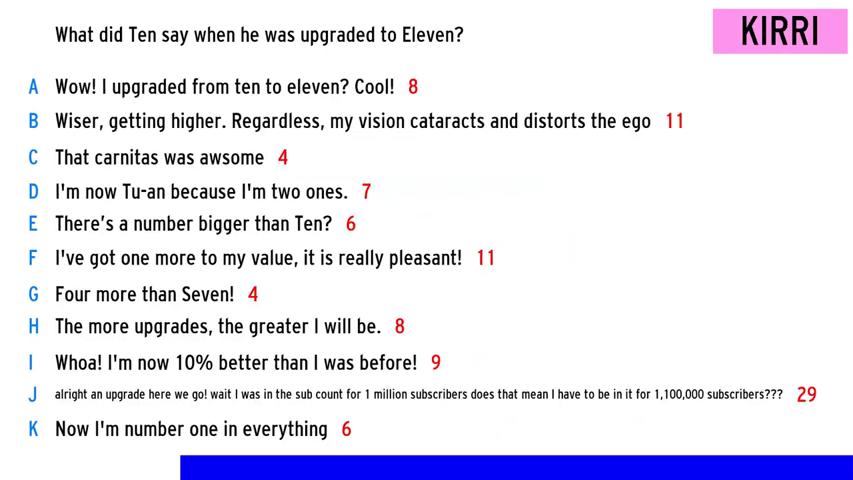 What did Ten say when he was upgraded to Eleven?
KIRRI
A Wow! I upgraded from ten to eleven? Cool! 8
B Wiser, getting higher. Regardless, my vision cataracts and distorts the ego 11
C That carnitas was awsome 4
D I'm now Tu-an because I'm two ones. 7
E There's a number bigger than Ten? 6
F I've got one more to my value, it is really pleasant! 11
G Four more than Seven! 4
H The more upgrades, the greater I will be. 8
I Whoa! I'm now 10% better than I was before! 9
J alright an upgrade here we go! wait I was in the sub count for 1 million subscribers does that mean I have to be in it for 1,100,000 subscribers??? 29
K Now I'm number one in everything 6